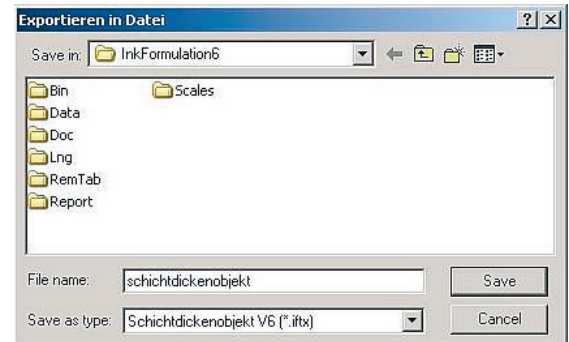 Exportieren in Datei
Save in: InkFormulation6
Bin
Data
Doc
Lng
RemTab
Report
Scales
File name: schichtdickenobjekt Save
Save as type: Schichtdickenobjekt V6 (*.iftx) Cancel